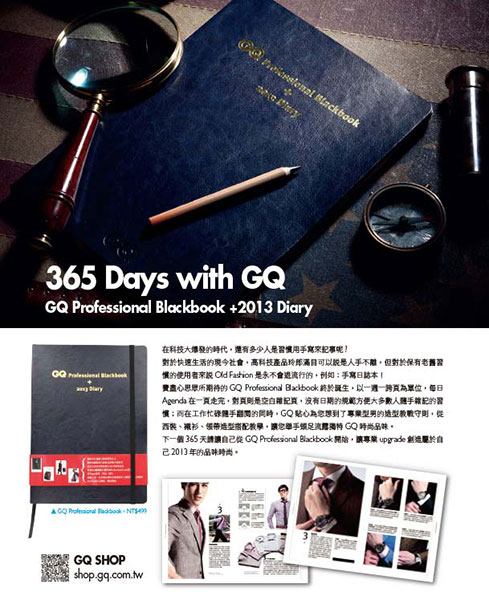 GQ Professional Blackbook
+
2013 Diary
365 Days with GQ
GQ Professional Blackbook +2013 Diary
在科技大爆發的時代，還有多少人是習慣用手寫來記事呢？
對於快速生活的現今社會，高科技產品玲瑯滿目可以說是人手不離，但對於保有老舊習
慣的使用者來說 Old Fashion 是永不會退流行的，例如：手寫日誌本！
費盡心思眾所期待的 GQ Professional Blackbook 終於誕生，以一週一跨頁為單位，每日
Agenda 在一頁走完，對頁則是空白雜記頁，沒有日期的規範方便大多數人隨手雜記的習
慣；而在工作忙碌隨手翻閱的同時，GQ 貼心為您想到了專業型男的造型教戰守則，從
西裝、襯衫、領帶造型搭配教學，讓您舉手頭足流露獨特 GQ 時尚品味。
下一個 365 天請讓自己從 GQ Professional Blackbook 開始，讓專業 upgrade 創造屬於自
己 2013 年的品味時尚。
GQ Professional Blackbook
+
2013 Diary
▲ GQ Professional Blackbook，NT$499
3
3
GQ SHOP
shop.gq.com.tw